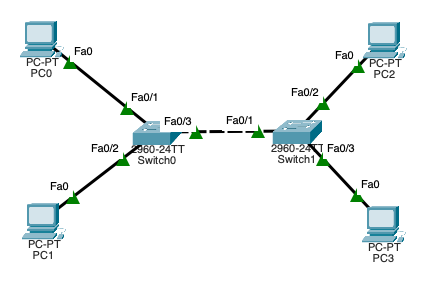 Fa0
PC-PT
PC0
Fa0/1
Fa0/3
2960-24TT
Switch0
Fa0/2
Fa0
PC-PT
PC1
Fa0/1
2960-24TT
Switch1
Fa0
PC-PT
PC2
Fa0/2
Fa0/3
Fa0
PC-PT
PC3